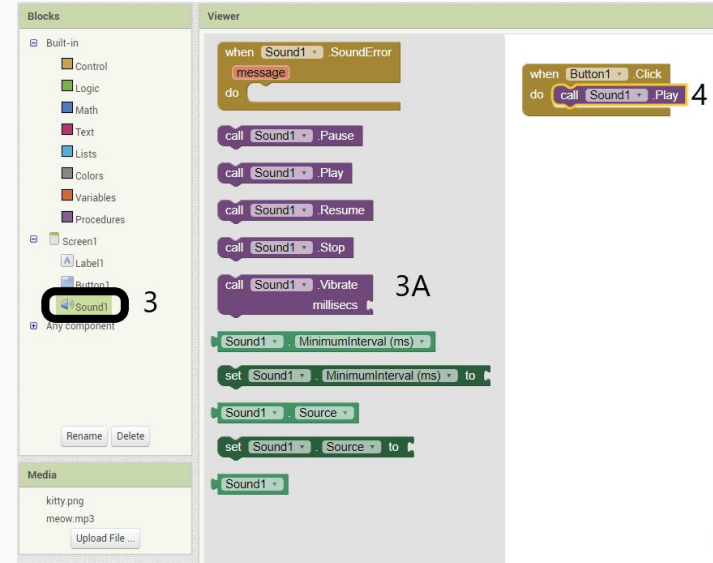 Blocks
Built-in
Control
Logic
Math
Text
Lists
Colors
Variables
Procedures
Screen1
Label1
Button1
Sound1
3
Any component
Rename Delete
Media
kitty.png
meow.mp3
Upload File ...
Viewer
when Sound1 .SoundError
message
do
call Sound1 .Pause
call Sound1 .Play
call Sound1 .Resume
call Sound1 .Stop
call Sound1 .Vibrate
millisecs
3A
Sound1 . MinimumInterval (ms)
set Sound1 . MinimumInterval (ms) to
Sound1 . Source
set Sound1 . Source to
Sound1
when Button1 .Click
do call Sound1 .Play 4